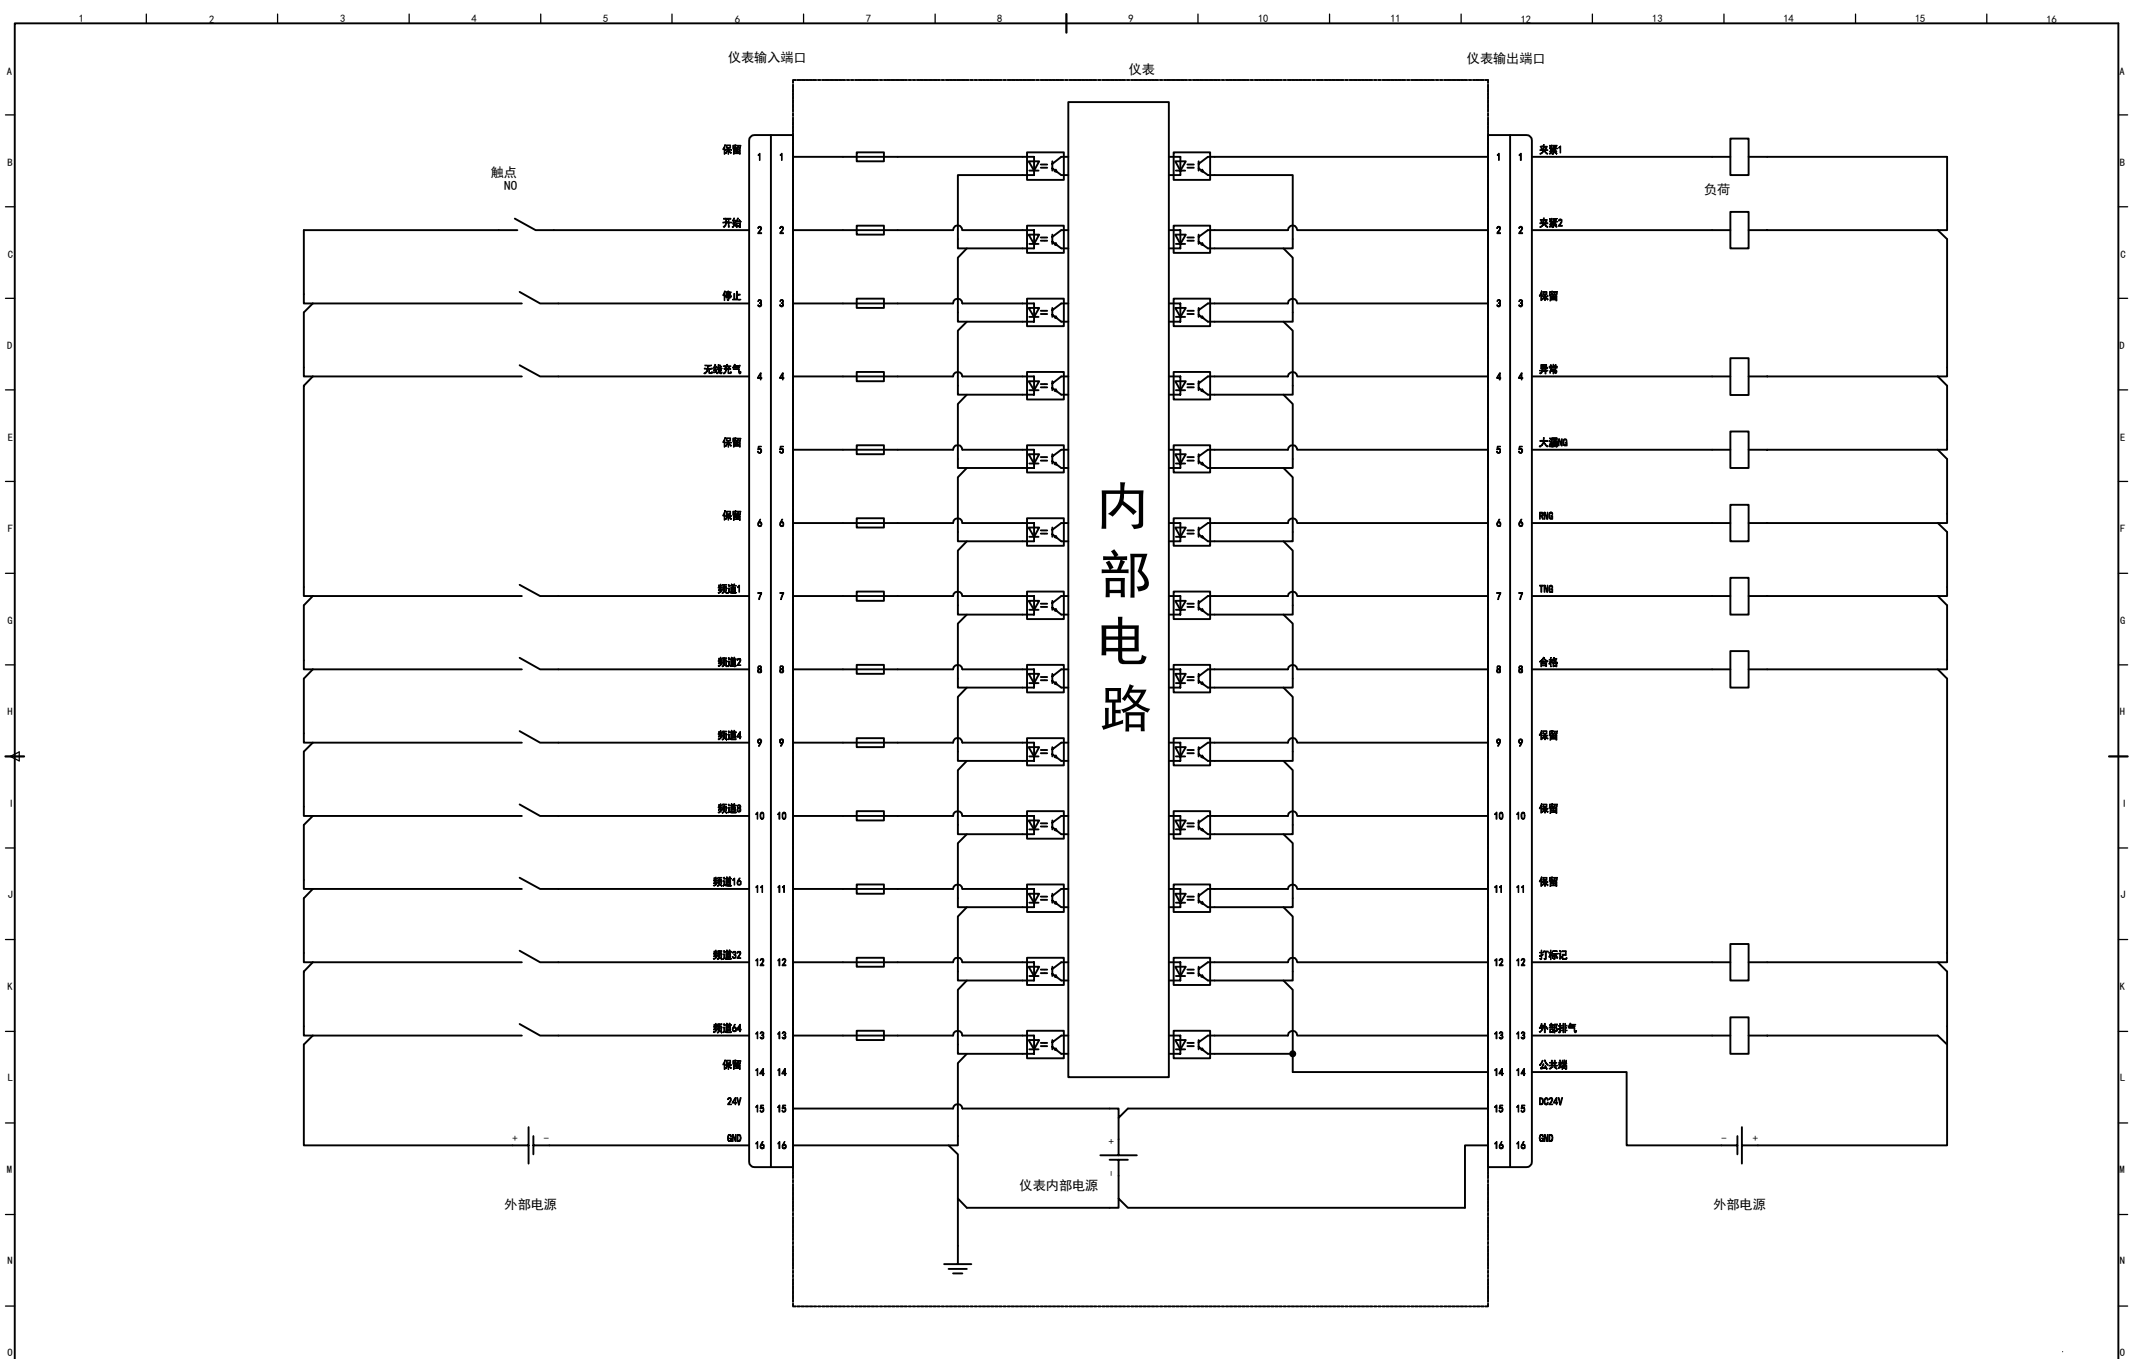 1 2 3 4 5 6 7 8 9 10 11 12 13 14 15 16
仪表输入端口
仪表
仪表输出端口
A A
保留 1 1
1 1 夹紧1
B B
触点
NO
负荷
开始 2 2
2 2 夹紧2
C C
停止 3 3
3 3 保留
D D
无线充气 4 4
4 4 异常
E E
保留 5 5
5 5 大漏NG
内
部
电
路
保留 6 6
6 6 RNG
F F
频道1 7 7
7 7 TNG
G G
频道2 8 8
8 8 合格
H H
频道4 9 9
9 9 保留
I I
频道8 10 10
10 10 保留
频道16 11 11
11 11 保留
J J
频道32 12 12
12 12 打标记
K K
频道64 13 13
13 13 外部排气
保留 14 14
14 14 公共端
L L
24V 15 15
15 15 DC24V
+ - GND 16 16
+
-
16 16 GND
- +
M M
仪表内部电源
外部电源
外部电源
N N
O O